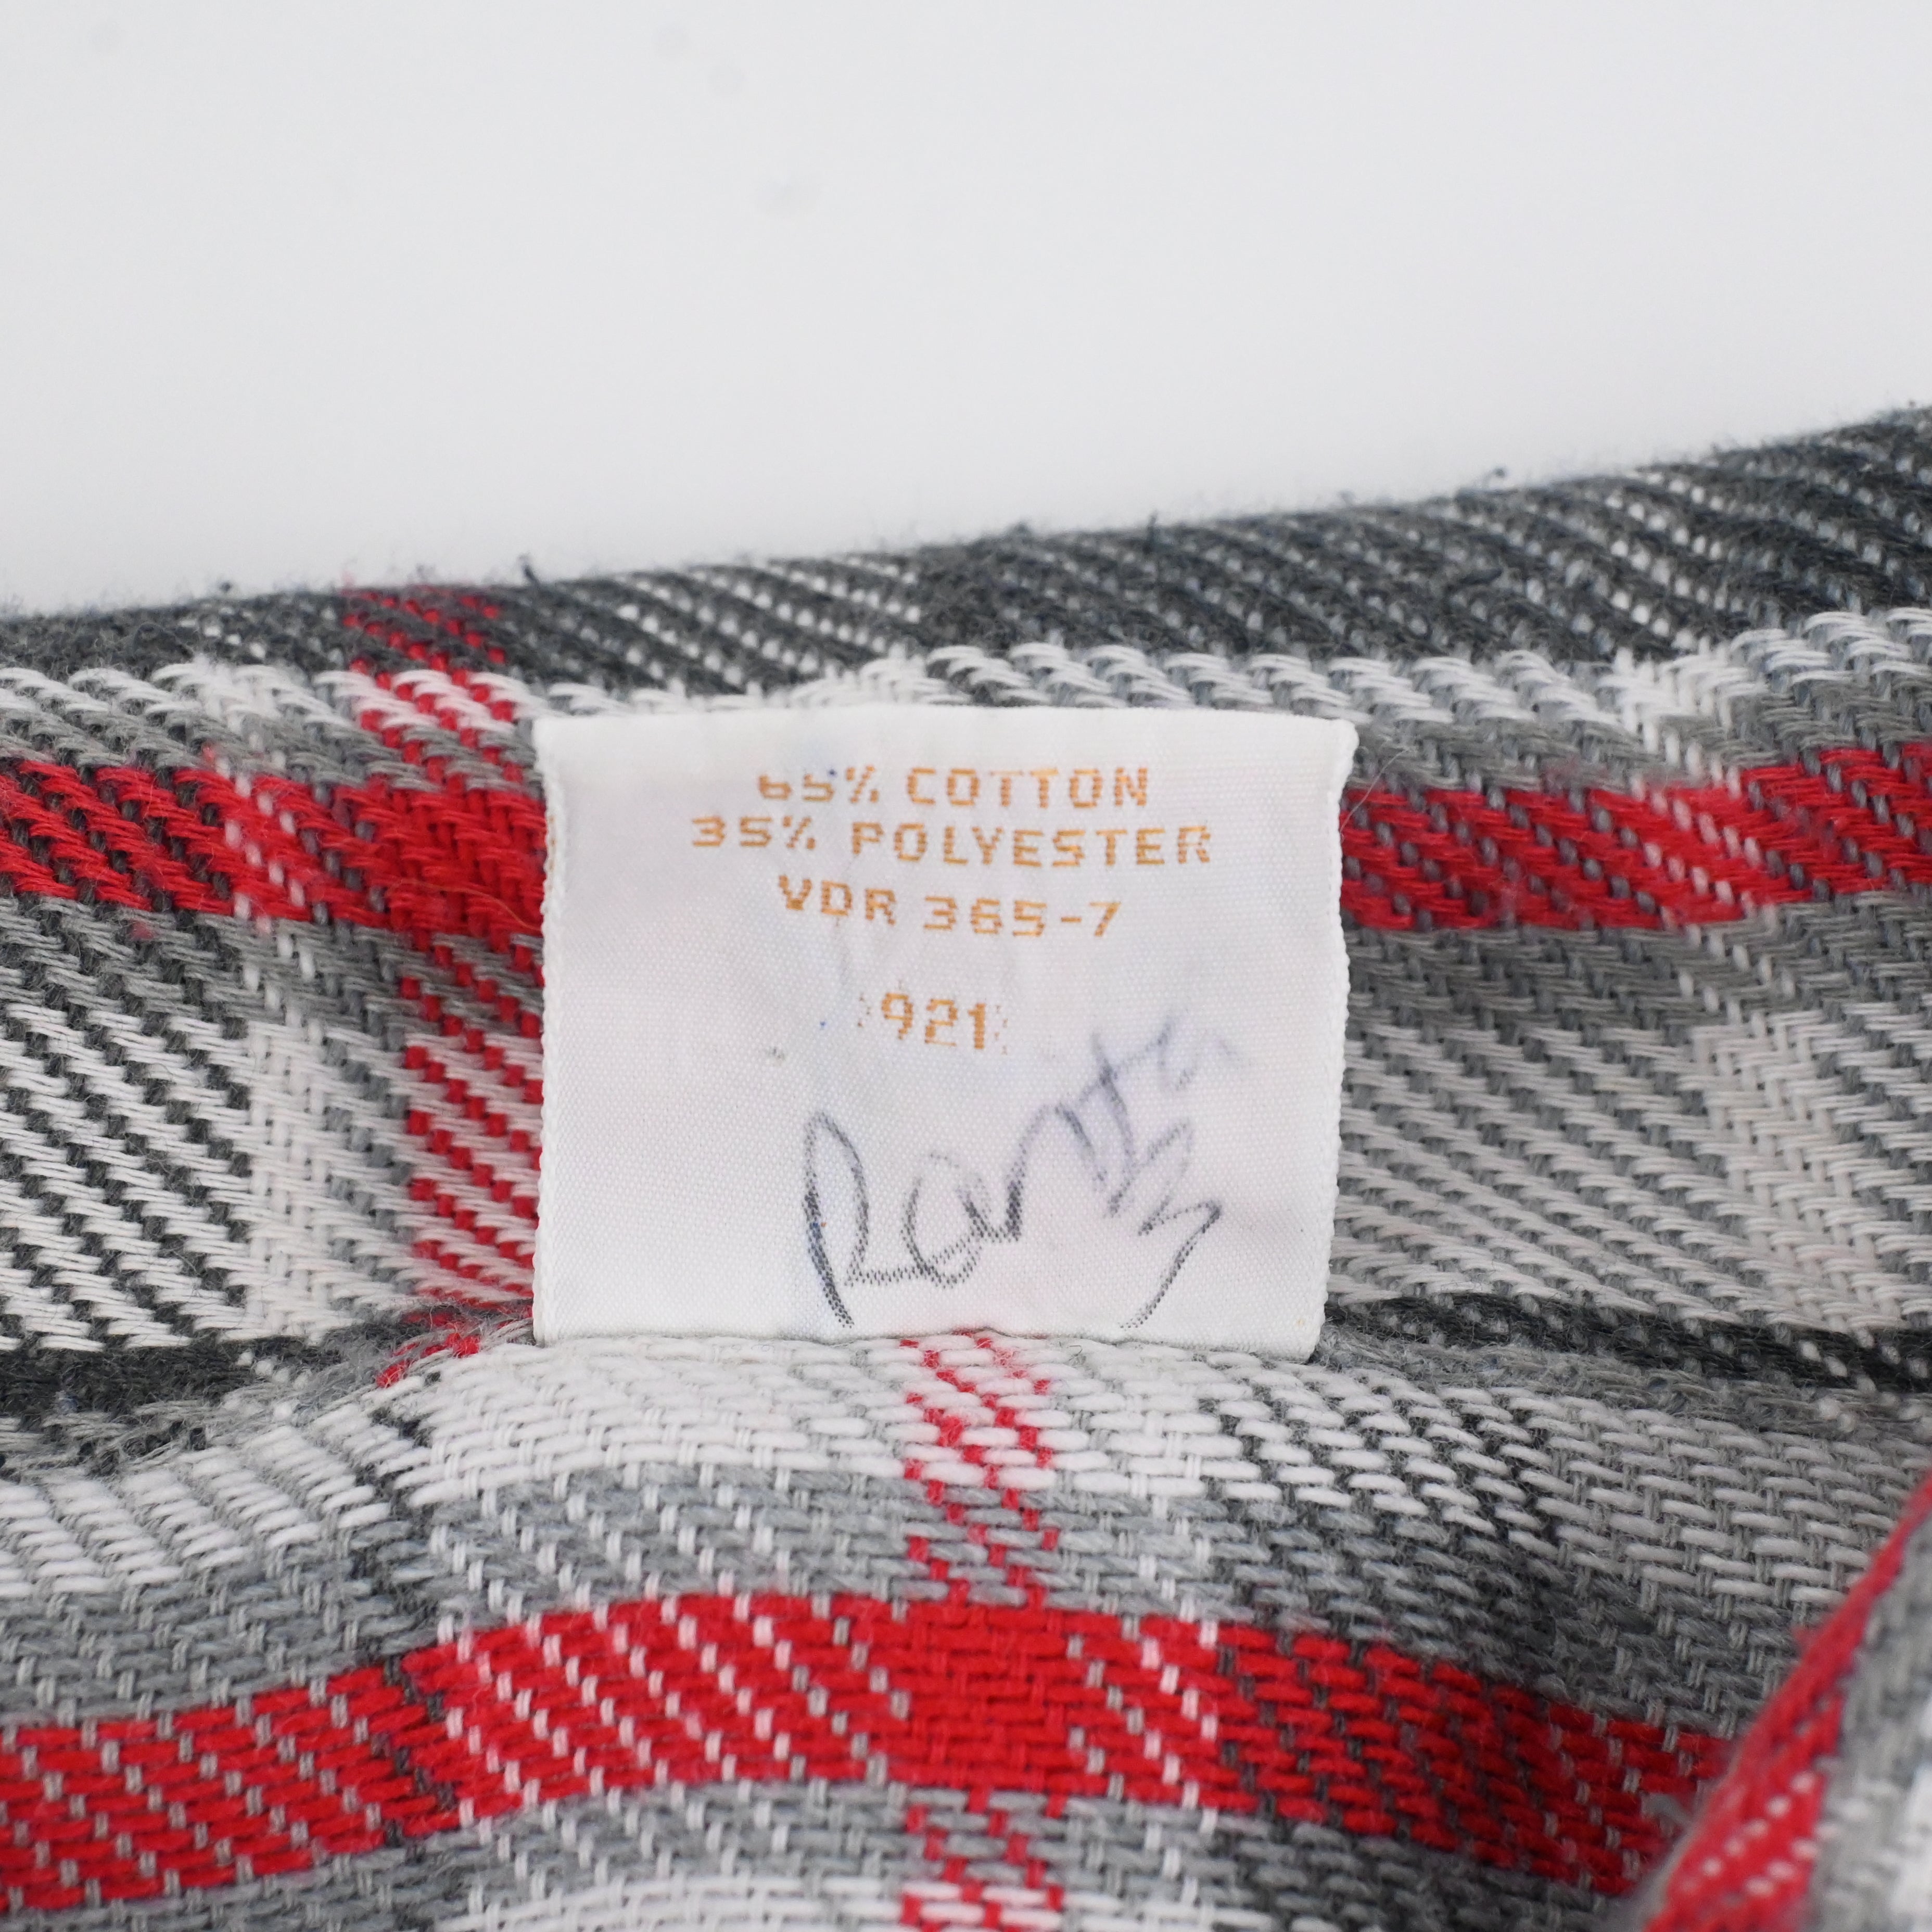 65% COTTON
35% POLYESTER
VDR 365-7
921